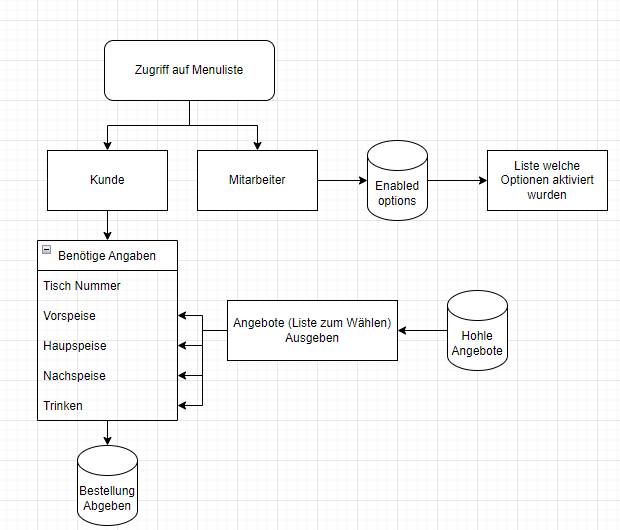 Zugriff auf Menuliste
Kunde
Mitarbeiter
Enabled
options
Liste welche
Optionen aktiviert
wurden
Benötige Angaben
Tisch Nummer
Vorspeise
Haupspeise
Nachspeise
Trinken
Angebote (Liste zum Wählen)
Ausgeben
Hohle
Angebote
Bestellung
Abgeben